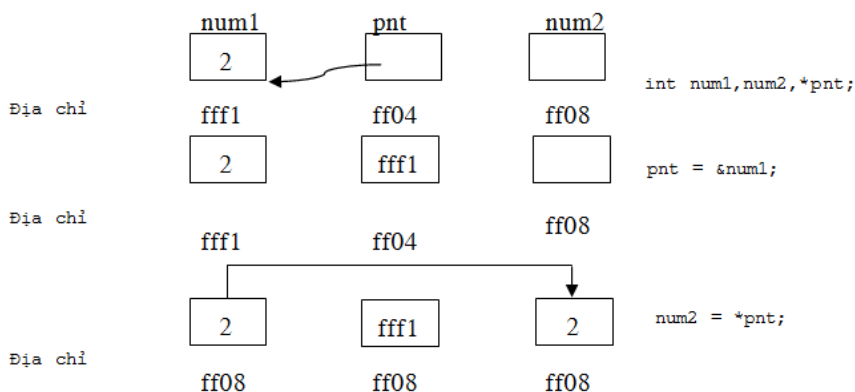 num1 pnt num2
2
int num1,num2,*pnt;
Địa chỉ fff1 ff04 ff08
2 fff1 pnt = &num1;
Địa chỉ fff1 ff04 ff08
2 fff1 2 num2 = *pnt;
Địa chỉ
ff08 ff08 ff08